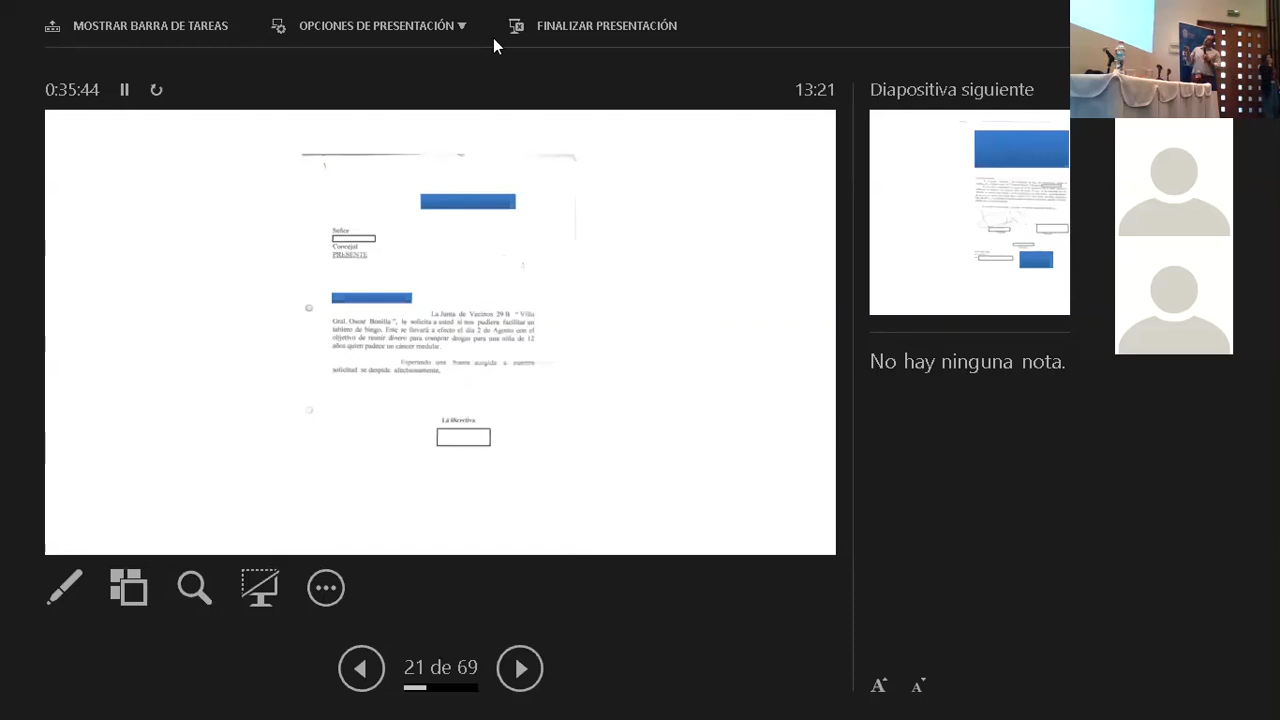 MOSTRAR BARRA DE TAREAS
OPCIONES DE PRESENTACIÓN
FINALIZAR PRESENTACIÓN
0:35:44
13:21
Diapositiva siguiente
Señor
Concejal
PRESENTE
La Junta de Vecinos 29 B " Villa
Gral. Oscar Bonilla ", le solicita a usted si nos pudiera facilitar un
tablero de bingo. Este se llevará a efecto el día 2 de Agosto con el
objetivo de reunir dinero para comprar drogas para una niña de 12
años quien padece un cáncer medular.
Esperando una buena acogida a nuestra
solicitud se despide afectuosamente,
La directiva
No hay ninguna nota.
21 de 69